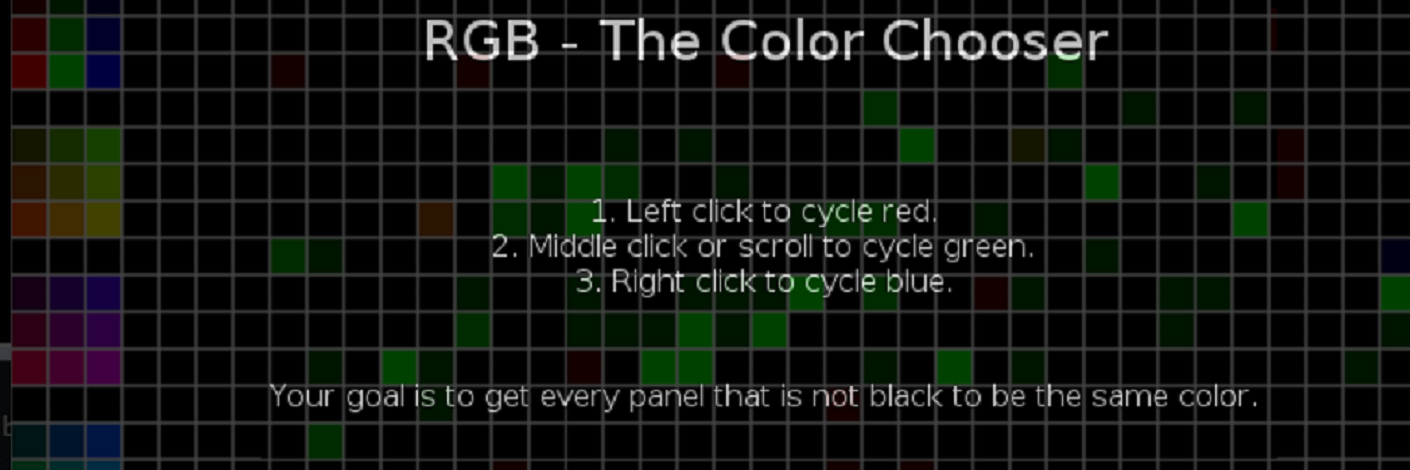 RGB - The Color Chooser
1. Left click to cycle red.
2. Middle click or scroll to cycle green.
3. Right click to cycle blue.
Your goal is to get every panel that is not black to be the same color.